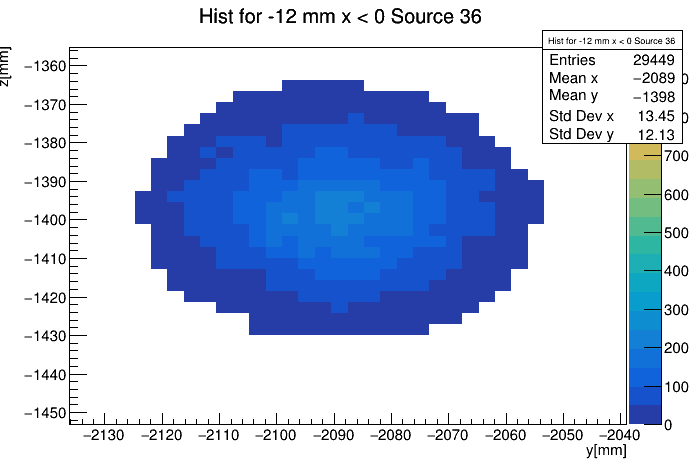 Hist for -12 mm x < 0 Source 36
z[mm]
−1360
−1370
−1380
−1390
−1400
−1410
−1420
−1430
−1440
−1450
Hist for -12 mm x < 0 Source 36
Entries 29449
Mean x −2089
Mean y −1398
Std Dev x 13.45
Std Dev y 12.13
700
600
500
400
300
200
100
0
−2130 −2120 −2110 −2100 −2090 −2080 −2070 −2060 −2050 −2040
y[mm]